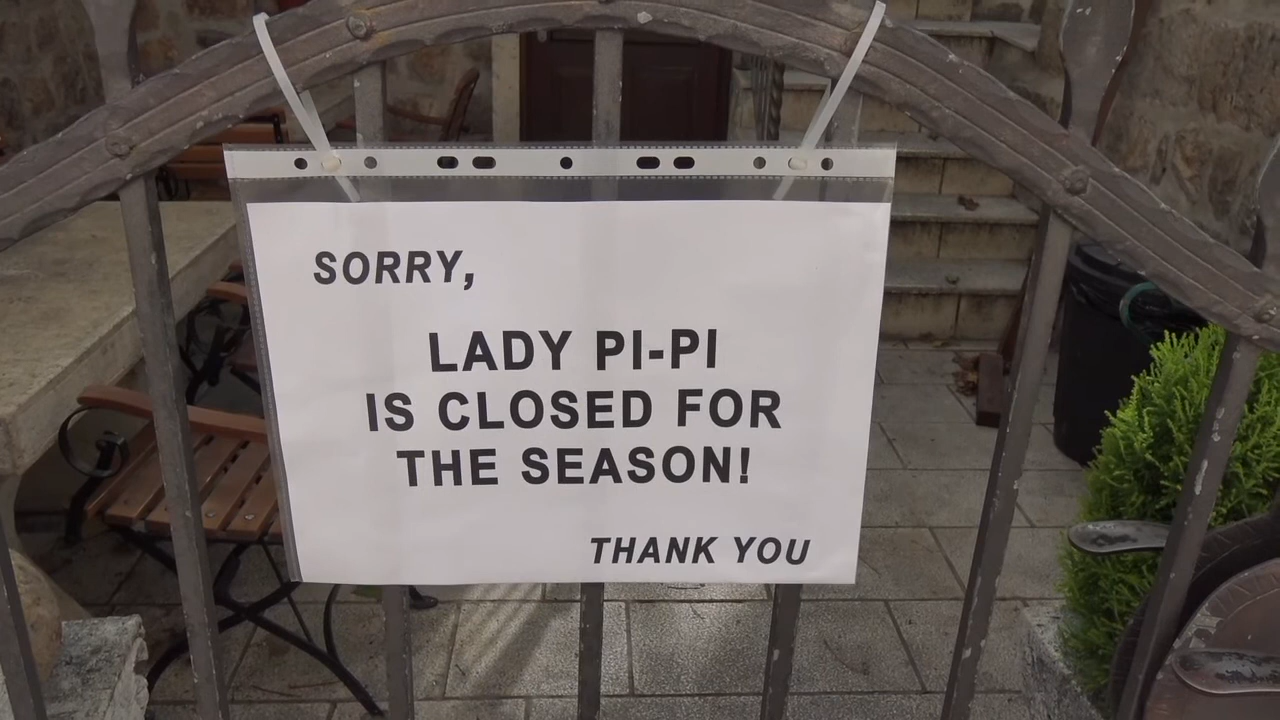 SORRY,
LADY PI-PI
IS CLOSED FOR
THE SEASON!
THANK YOU